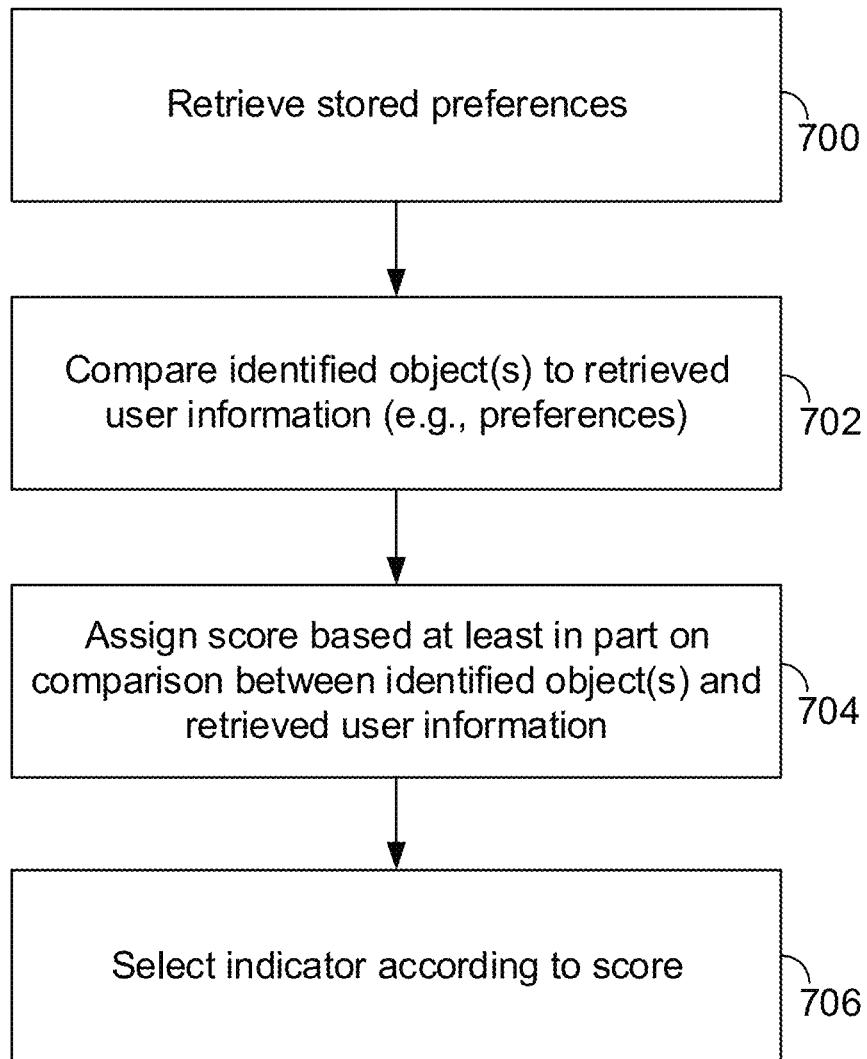 Retrieve stored preferences
700
Compare identified object(s) to retrieved
user information (e.g., preferences)
702
Assign score based at least in part on
comparison between identified object(s) and
retrieved user information
704
Select indicator according to score
706